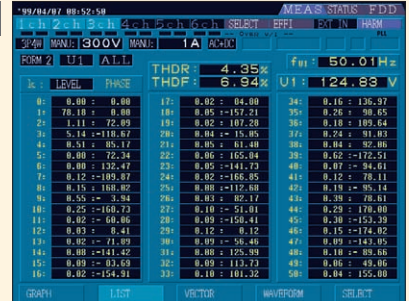 '99/04/07 08:52:50 MEAS STATUS FDD
1ch 2ch 3ch 4ch 5ch 6ch SELECT EFFI EXT IN HARM
3P4W MANU: 300V MANU: 1A AC+DC PLL
FORM 2 U1 ALL
THDR: 4.35% fU1: 50.01Hz
THDF: 6.94% U1: 124.83 V
k : LEVEL PHASE
0: 0.00 : 0.00 17: 0.02 : 84.80 34: 0.16 : 136.97
1: 78.18 : 0.00 18: 0.05 :-157.21 35: 0.26 : 98.65
2: 1.11 : 72.09 19: 0.02 : 107.28 36: 0.18 : 109.64
3: 5.14 :-118.67 20: 0.04 :- 15.85 37: 0.24 : 91.03
4: 0.51 : 85.17 21: 0.05 : 61.40 38: 0.04 : 92.06
5: 0.00 : 72.34 22: 0.06 : 165.04 39: 0.62 :-172.51
6: 0.08 : 132.47 23: 0.05 :-141.73 40: 0.07 :- 94.61
7: 0.12 :-109.87 24: 0.02 :-166.85 41: 0.12 : 78.11
8: 0.15 : 168.02 25: 0.08 :-112.68 42: 0.19 :- 95.14
9: 0.55 :- 3.94 26: 0.03 : 82.17 43: 0.39 : 78.61
10: 0.25 :-160.73 27: 0.10 :- 51.01 44: 0.29 : 170.00
11: 0.02 :- 60.06 28: 0.09 :-150.41 45: 0.30 :-153.39
12: 0.03 : 8.41 29: 0.12 : 0.12 46: 0.15 :-174.02
13: 0.02 :- 71.89 30: 0.09 :- 56.46 47: 0.09 :-143.05
14: 0.08 :-141.42 31: 0.08 : 125.99 48: 0.10 :- 89.66
15: 0.09 :- 83.69 32: 0.09 : 113.73 49: 0.06 : 49.06
16: 0.02 :-154.91 33: 0.10 : 101.32 50: 0.04 : 155.80
GRAPH LIST VECTOR WAVEFORM SELECT